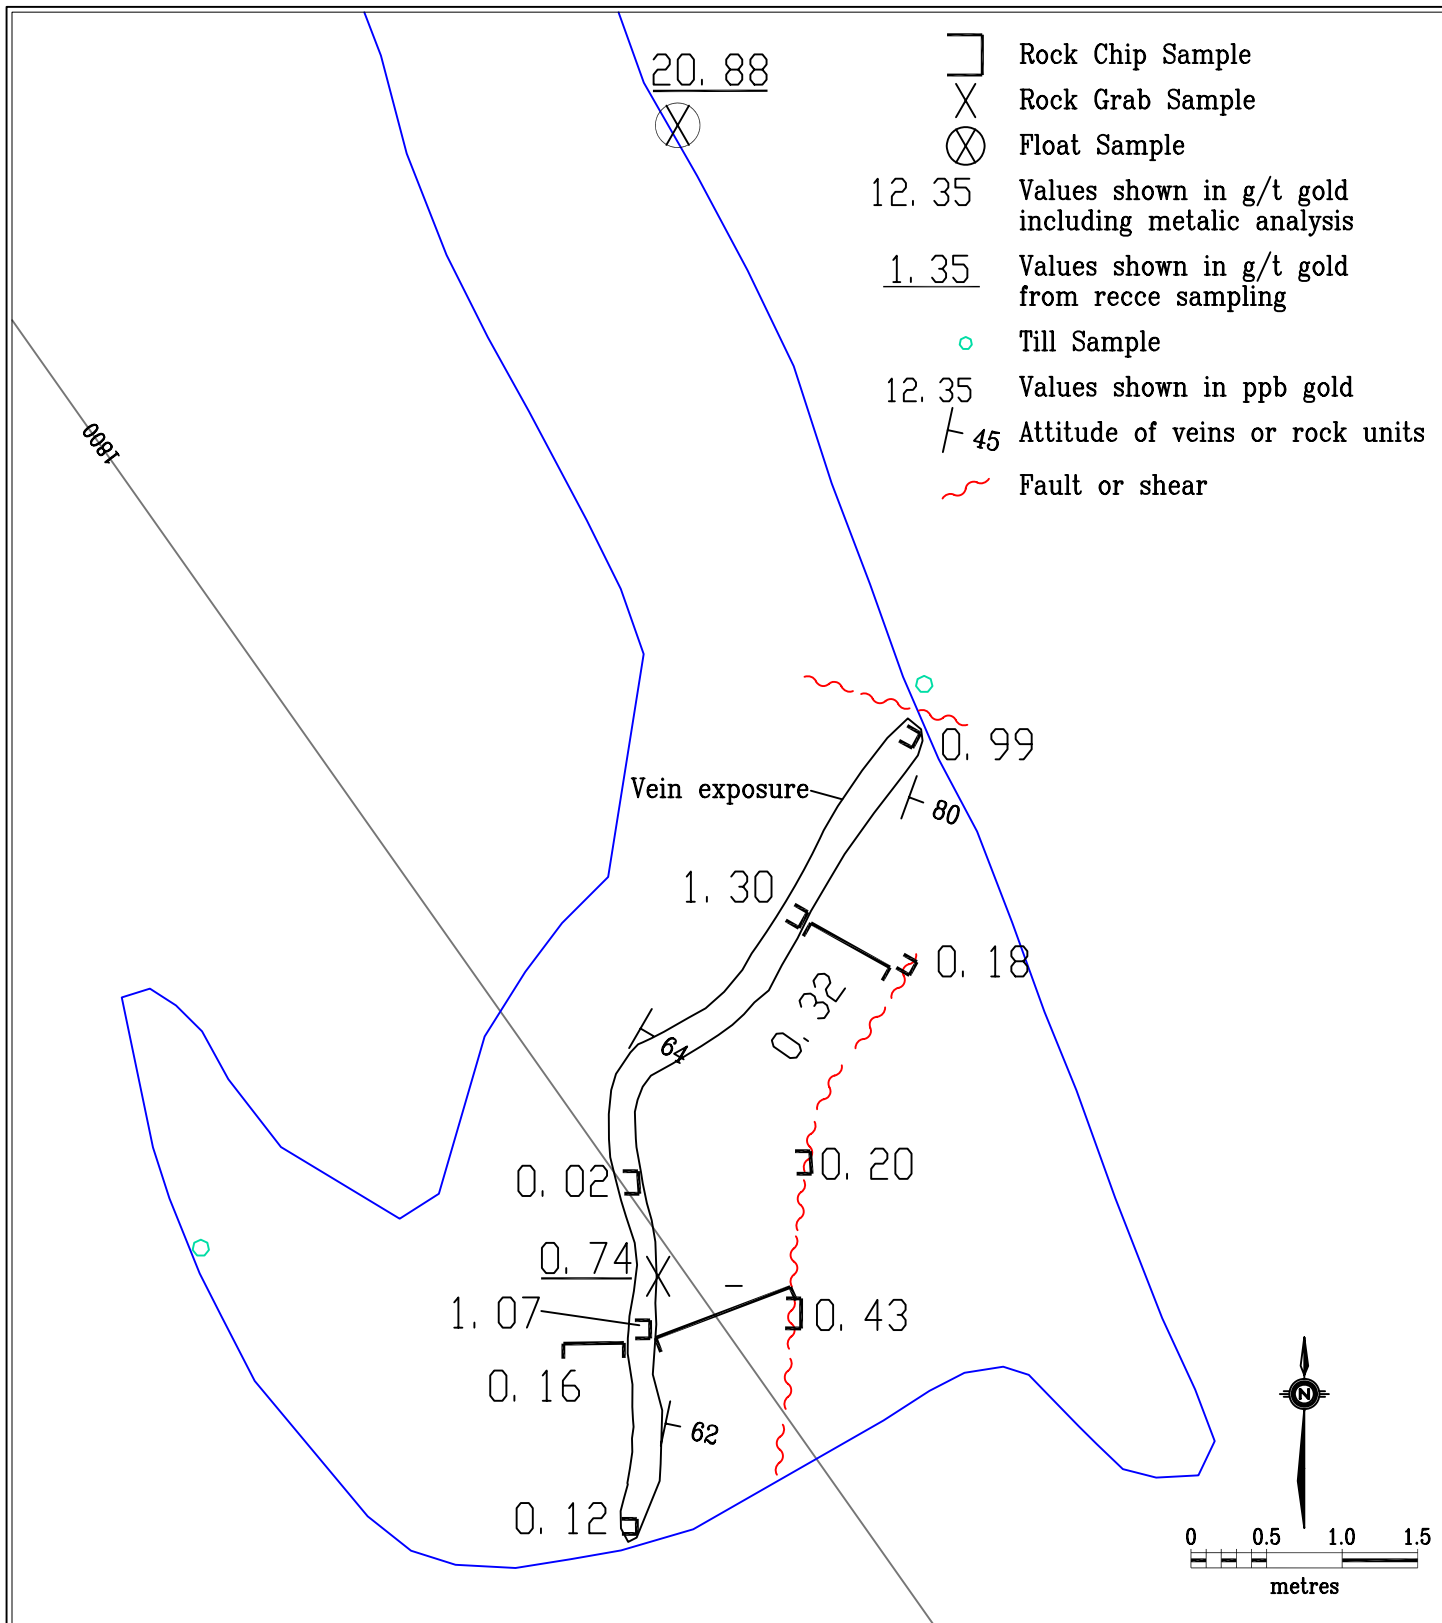 20.88
Rock Chip Sample
Rock Grab Sample
Float Sample
12.35 Values shown in g/t gold
including metalic analysis
1.35 Values shown in g/t gold
from recce sampling
Till Sample
12.35 Values shown in ppb gold
45 Attitude of veins or rock units
Fault or shear
1800
0.99
Vein exposure
80
1.30
0.18
0.32
64
0.20
0.02
0.74
-
1.07
0.43
0.16
62
N
0.12
0 0.5 1.0 1.5
metres